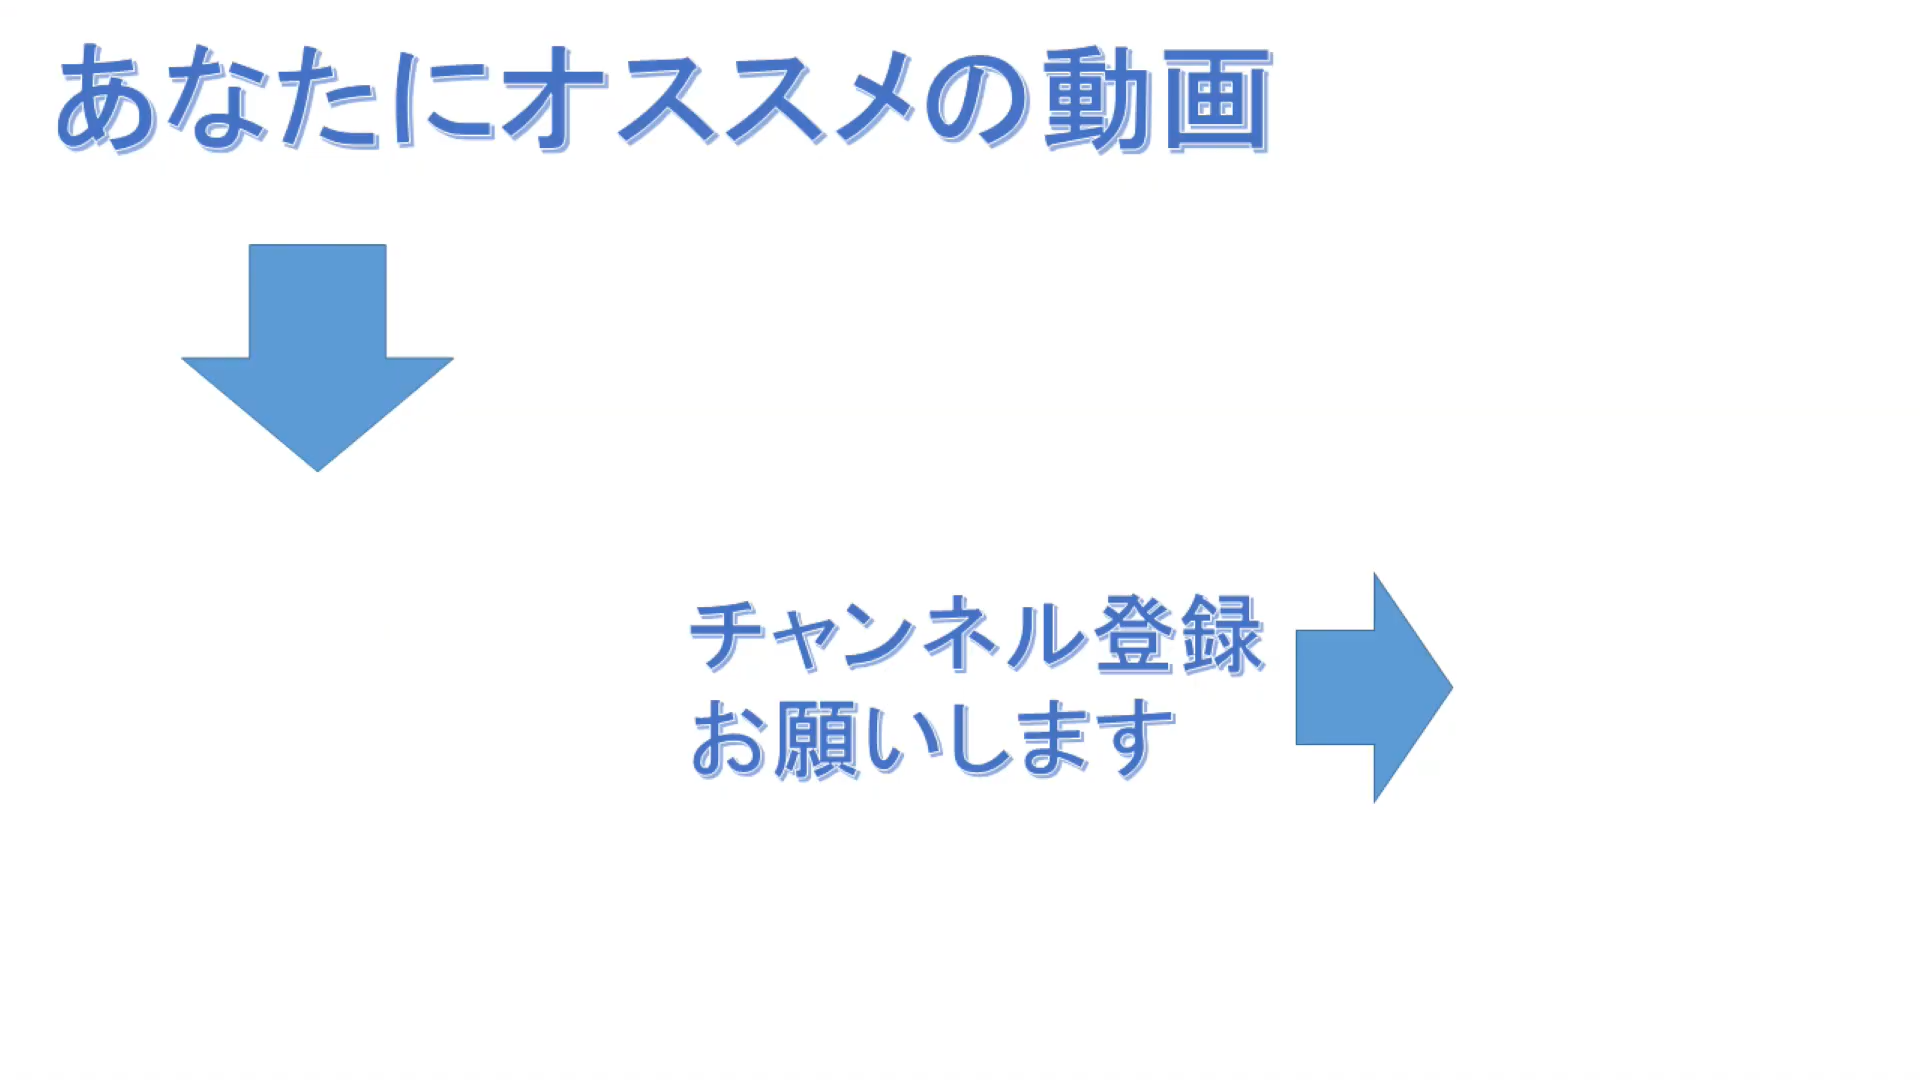 あなたにオススメの動画
チャンネル登録
お願いします